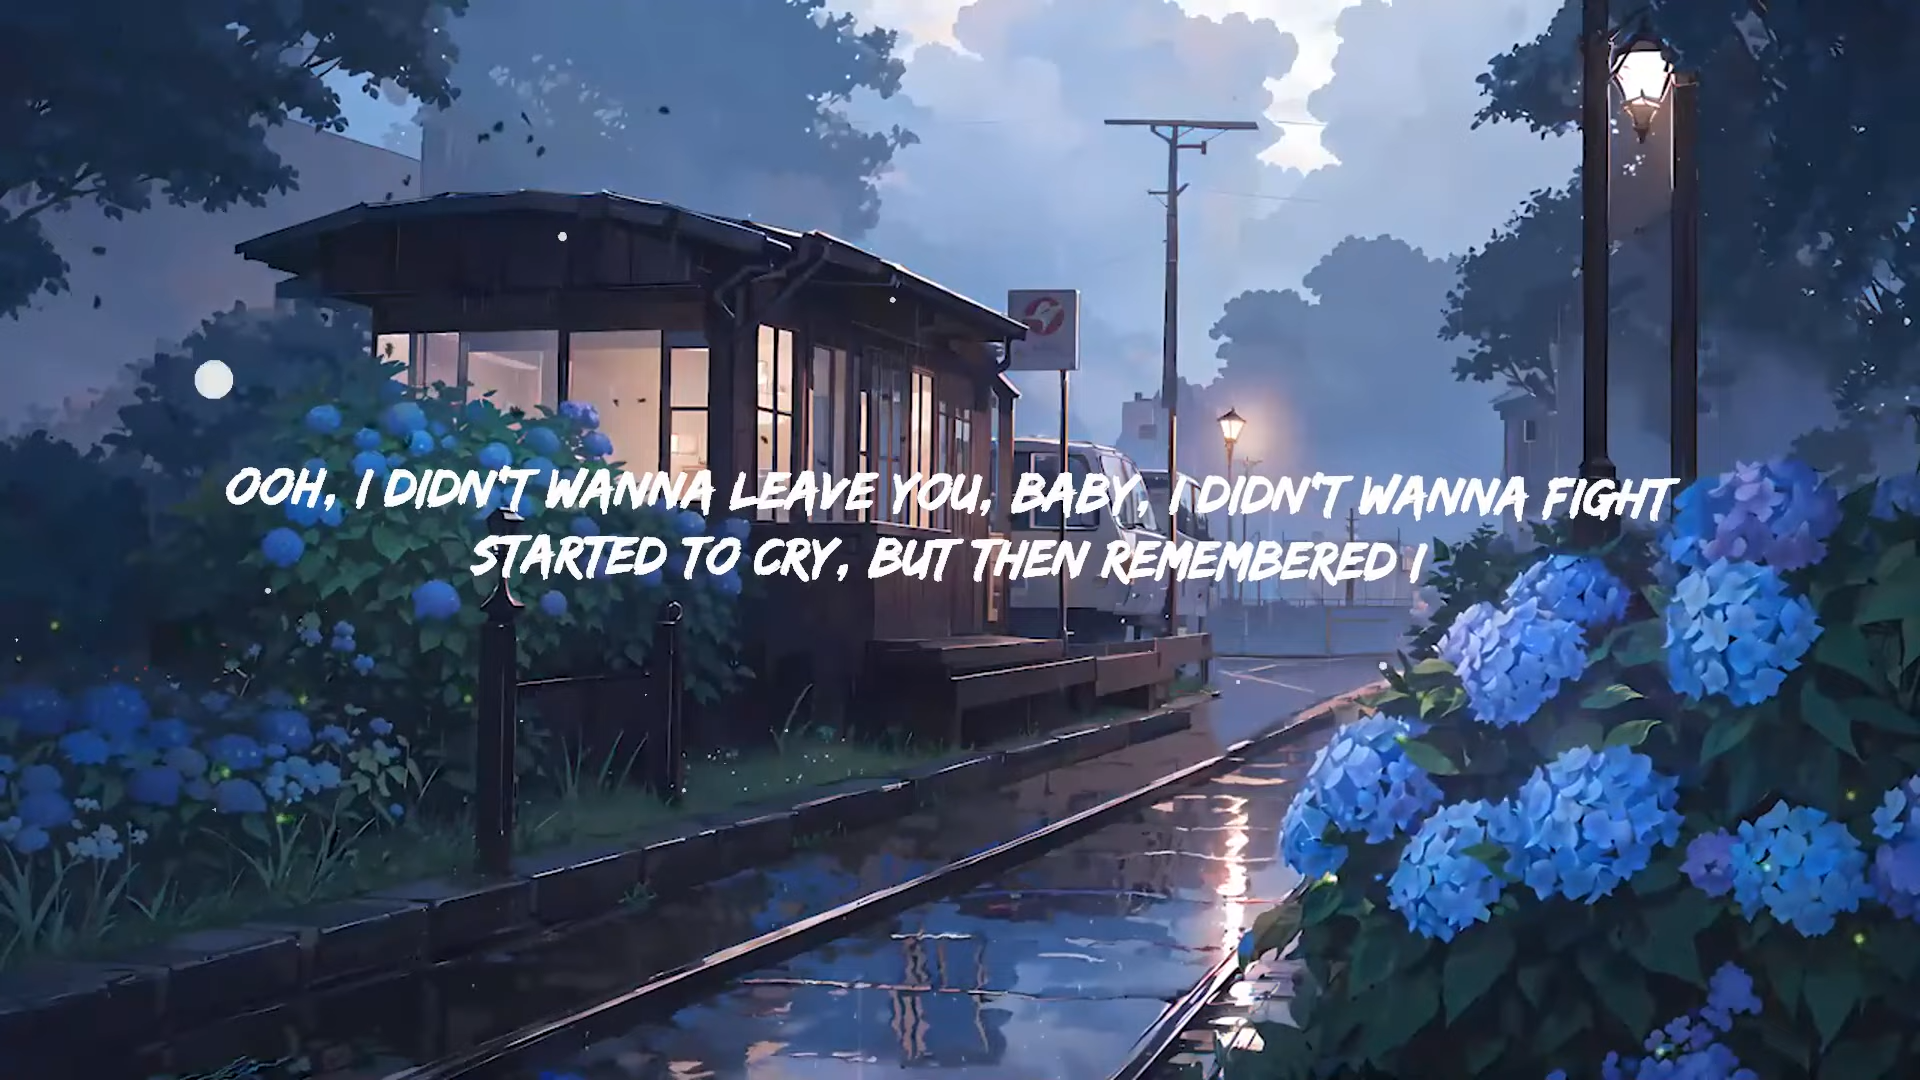 OOH, I DIDN'T WANNA LEAVE YOU, BABY, I DIDN'T WANNA FIGHT
STARTED TO CRY, BUT THEN REMEMBERED I